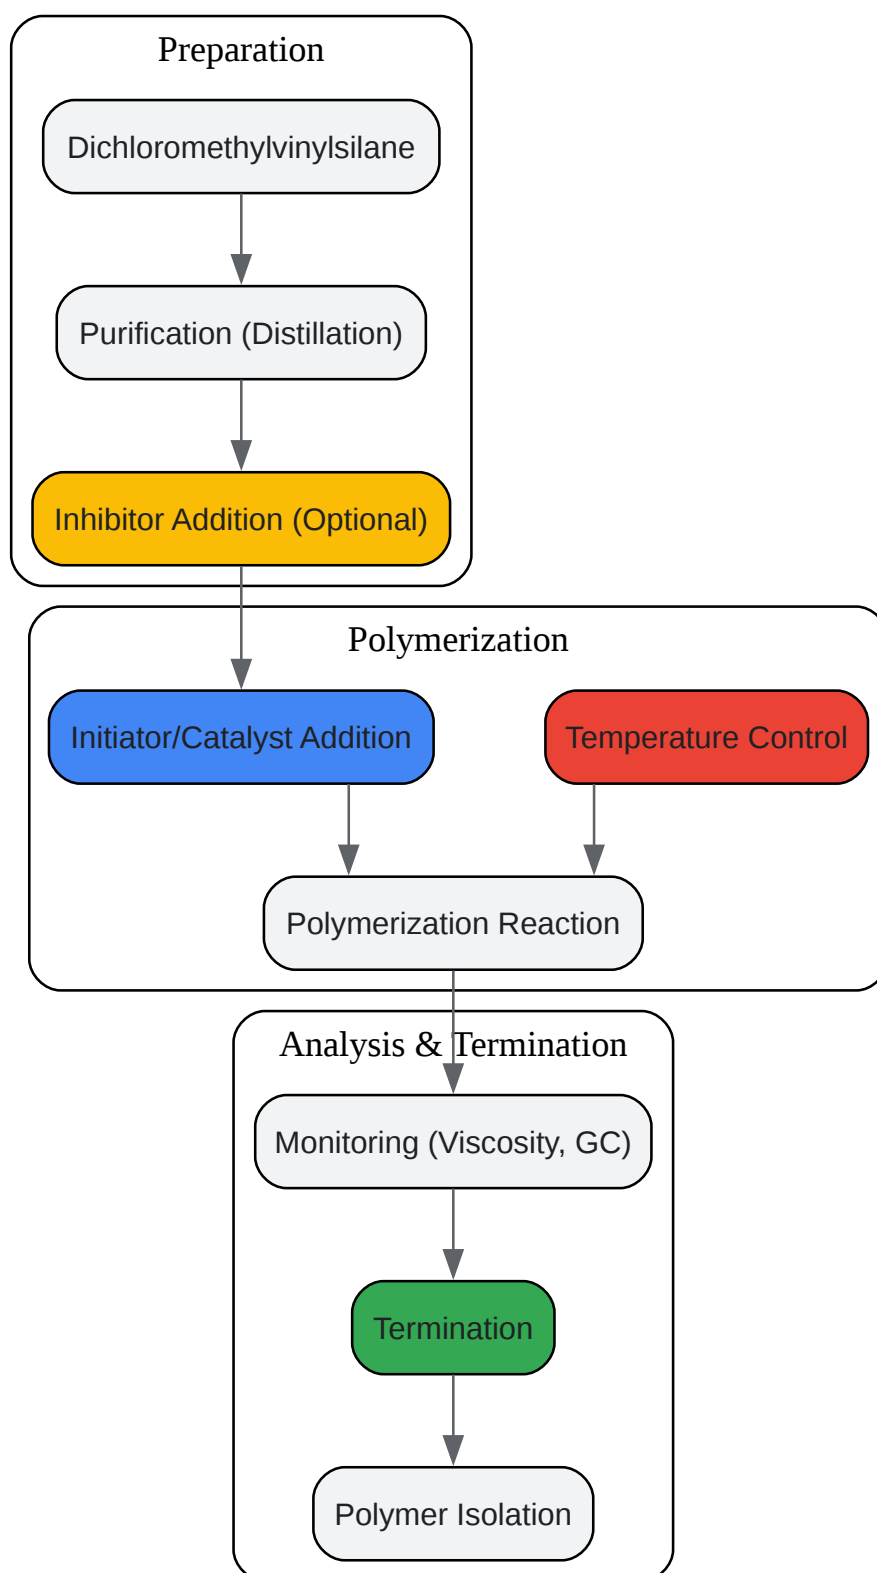 Preparation
Dichloromethylvinylsilane
Purification (Distillation)
Inhibitor Addition (Optional)
Polymerization
Initiator/Catalyst Addition
Temperature Control
Polymerization Reaction
Analysis & Termination
Monitoring (Viscosity, GC)
Termination
Polymer Isolation